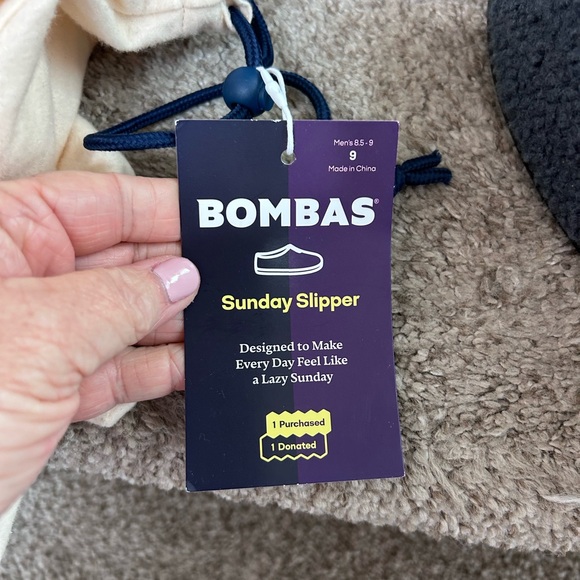 Men's 8.5 - 9
9
Made in China
BOMBAS®
Sunday Slipper
Designed to Make
Every Day Feel Like
a Lazy Sunday
1 Purchased
1 Donated